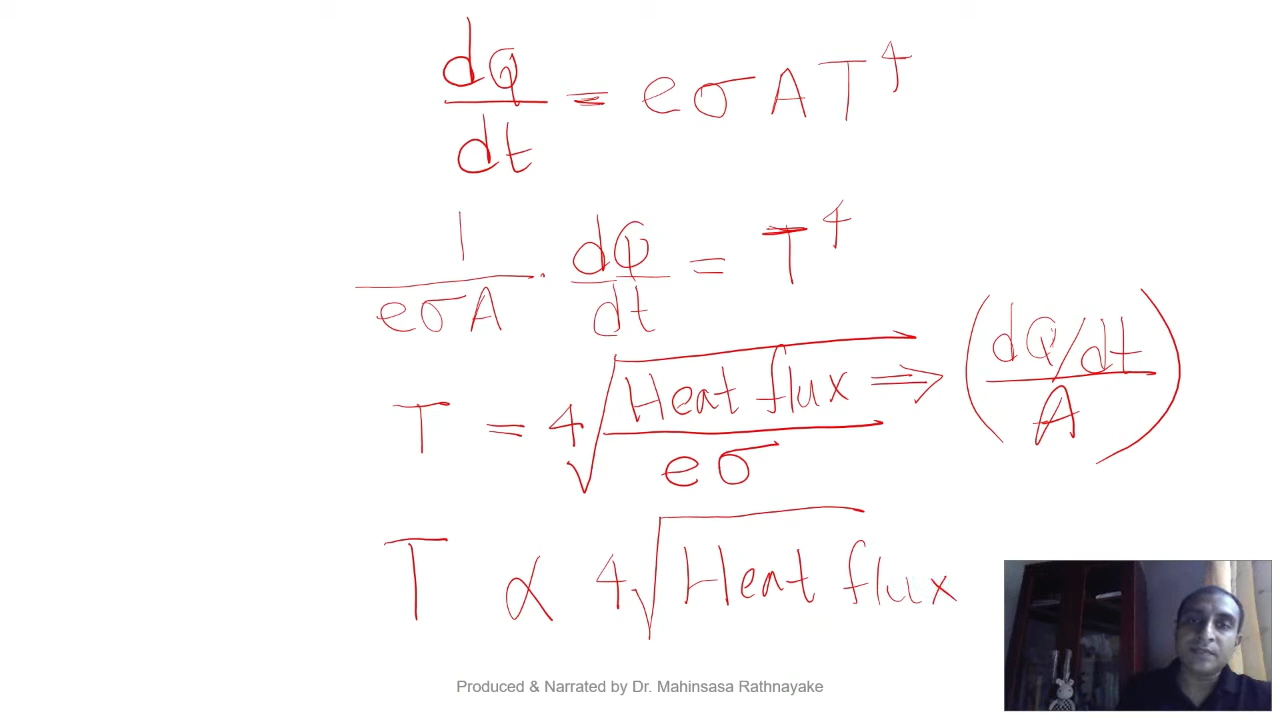 dQ/dt = eσAT⁴
1/eσA · dQ/dt = T⁴
T = ⁴√(Heat flux/eσ) ⇒ ((dQ/dt)/A)
T ∝ ⁴√Heat flux
Produced & Narrated by Dr. Mahinsasa Rathnayake